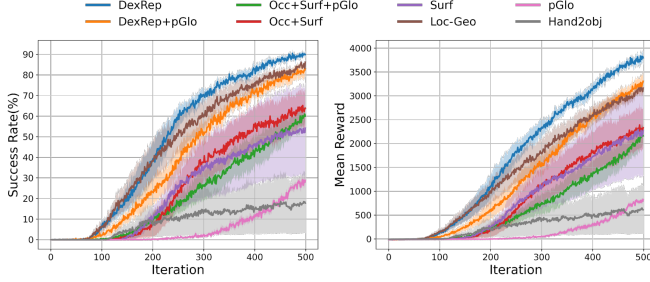 DexRep Occ+Surf+pGlo Surf pGlo
DexRep+pGlo Occ+Surf Loc-Geo Hand2obj
90
80
70
60
50
40
30
20
10
0
Success Rate(%)
0 100 200 300 400 500
Iteration
4000
3500
3000
2500
2000
1500
1000
500
0
Mean Reward
0 100 200 300 400 500
Iteration